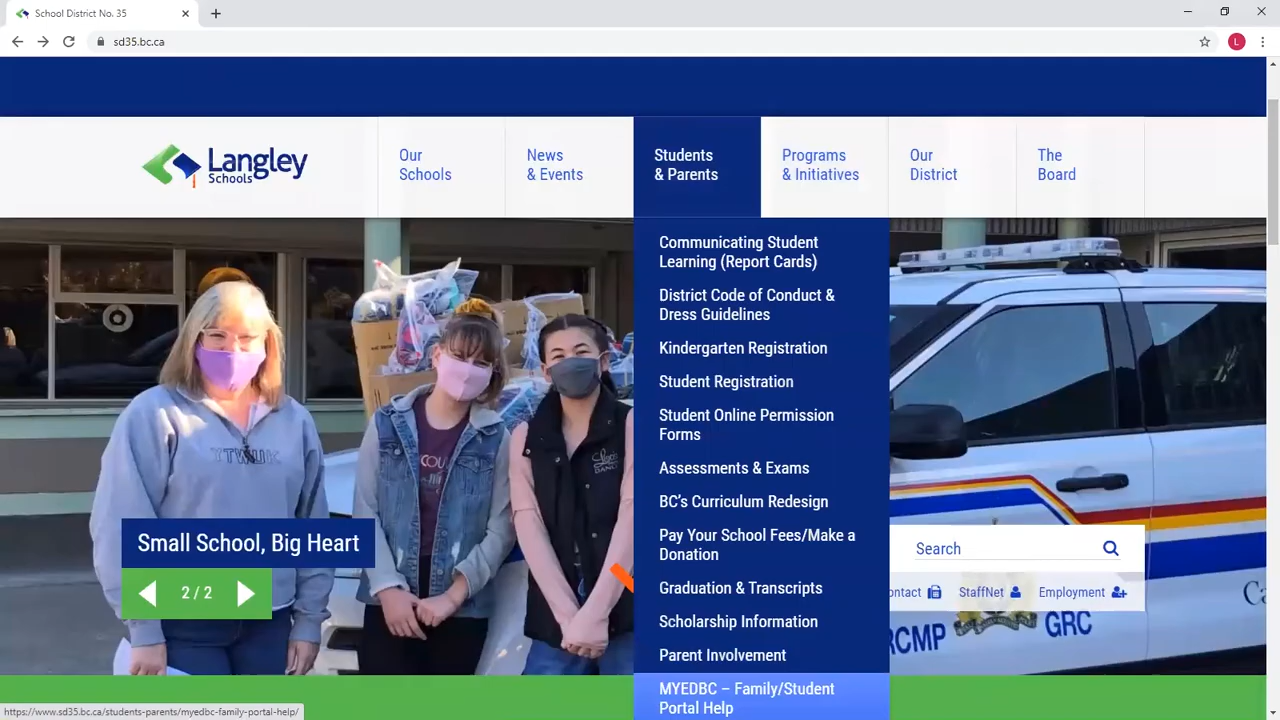 School District No. 35
sd35.bc.ca
L
Langley
Schools
Our
Schools
News
& Events
Students
& Parents
Programs
& Initiatives
Our
District
The
Board
Communicating Student
Learning (Report Cards)
District Code of Conduct &
Dress Guidelines
Kindergarten Registration
Student Registration
Student Online Permission
Forms
Assessments & Exams
BC's Curriculum Redesign
Pay Your School Fees/Make a
Donation
Graduation & Transcripts
Scholarship Information
Parent Involvement
MYEDBC – Family/Student
Portal Help
Small School, Big Heart
2 / 2
Search
ontact
StaffNet
Employment
RCMP
GRC
Ca
https://www.sd35.bc.ca/students-parents/myedbc-family-portal-help/